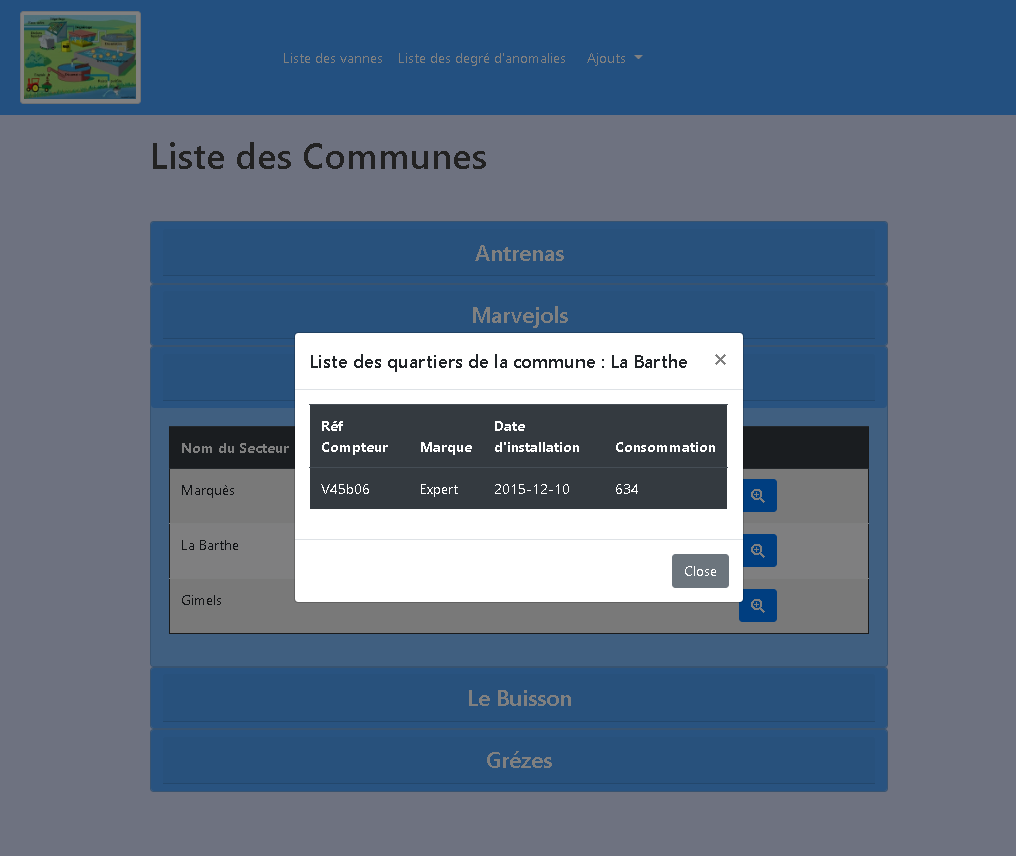 Liste des vannes Liste des degré d'anomalies Ajouts
Liste des Communes
Antrenas
Marvejols
Liste des quartiers de la commune : La Barthe ×
Réf Compteur Marque Date d'installation Consommation
V45b06 Expert 2015-12-10 634
Close
Nom du Secteur
Marquès
La Barthe
Gimels
Le Buisson
Grézes